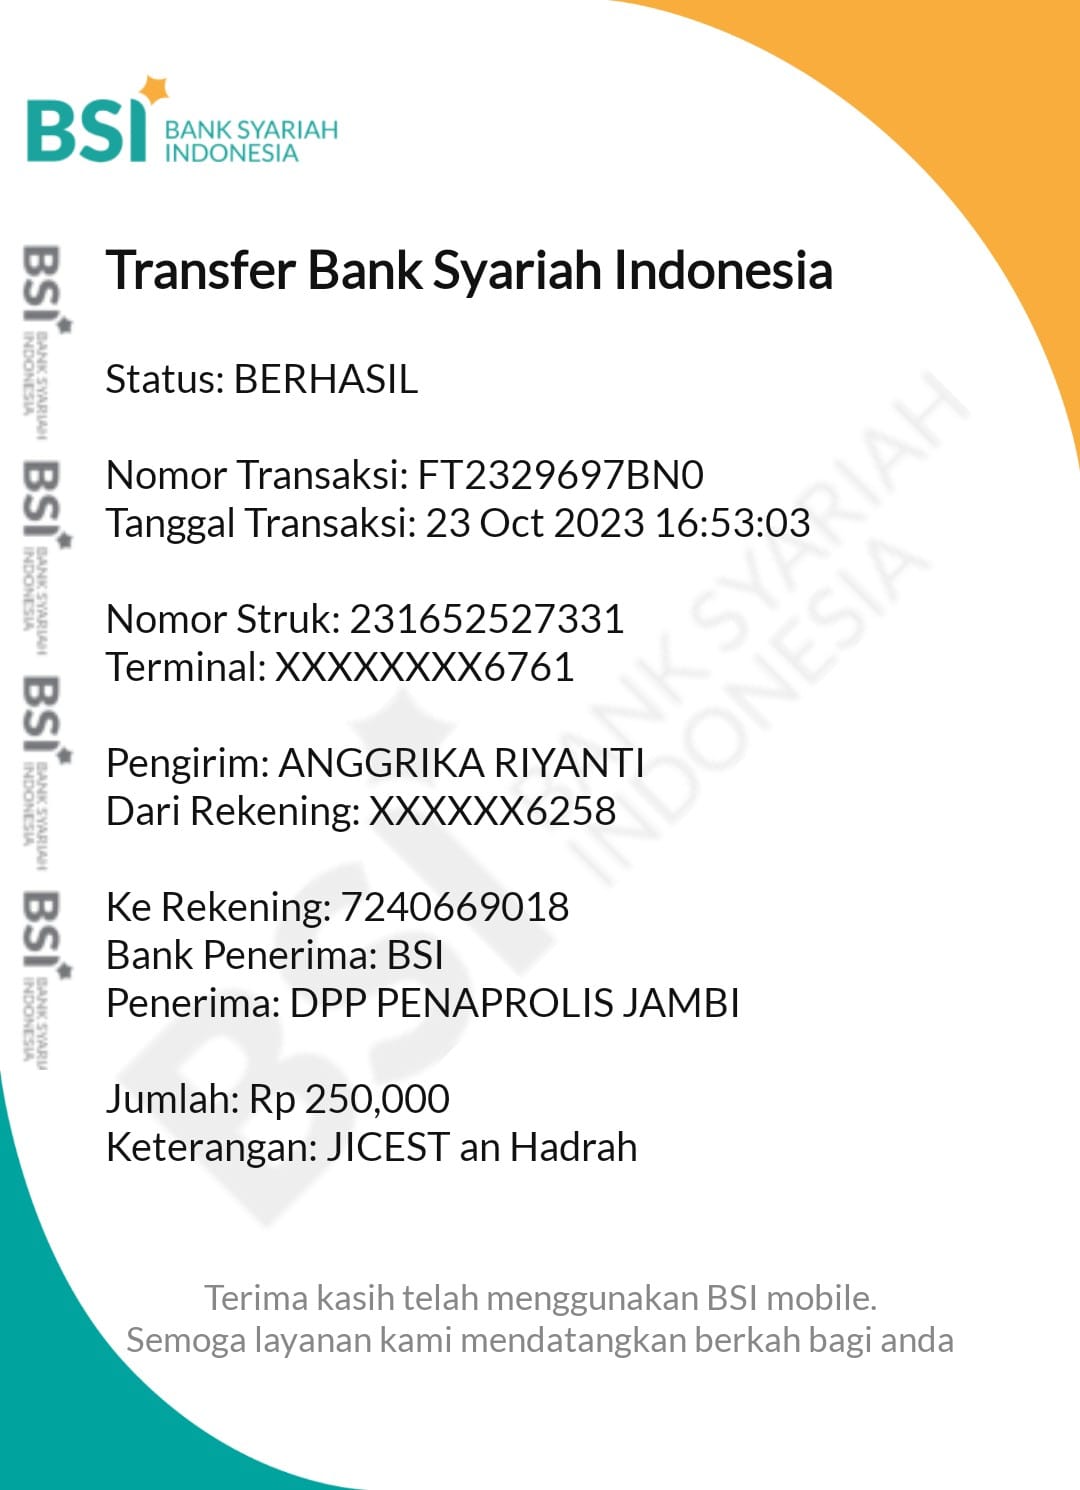 BSI BANK SYARIAH
INDONESIA
Transfer Bank Syariah Indonesia
Status: BERHASIL
Nomor Transaksi: FT2329697BN0
Tanggal Transaksi: 23 Oct 2023 16:53:03
Nomor Struk: 231652527331
Terminal: XXXXXXXX6761
Pengirim: ANGGRIKA RIYANTI
Dari Rekening: XXXXXX6258
Ke Rekening: 7240669018
Bank Penerima: BSI
Penerima: DPP PENAPROLIS JAMBI
Jumlah: Rp 250,000
Keterangan: JICEST an Hadrah
Terima kasih telah menggunakan BSI mobile.
Semoga layanan kami mendatangkan berkah bagi anda
BSI BANK SYARIAH
INDONESIA
BSI BANK SYARIAH
INDONESIA
BSI BANK SYARIAH
INDONESIA
BSI BANK SYARIA
INDONESIA
BSI BANK SYARIAH
INDONESIA